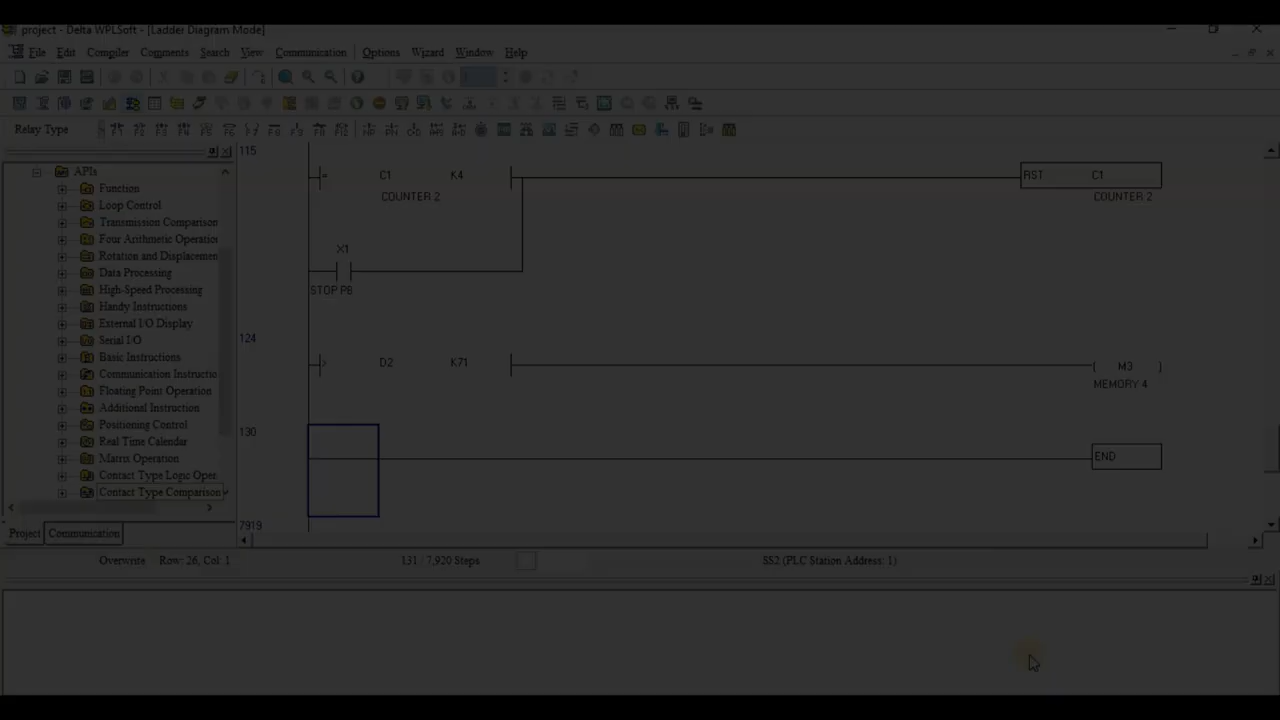 project - Delta WPLSoft - [Ladder Diagram Mode]
File Edit Compiler Comments Search View Communication Options Wizard Window Help
Relay Type
APIs
Function
Loop Control
Transmission Comparison
Four Arithmetic Operation
Rotation and Displacemen
Data Processing
High-Speed Processing
Handy Instructions
External I/O Display
Serial I/O
Basic Instructions
Communication Instructio
Floating Point Operation
Additional Instruction
Positioning Control
Real Time Calendar
Matrix Operation
Contact Type Logic Oper
Contact Type Comparison
Project Communication
115
= C1 K4 RST C1
COUNTER 2 COUNTER 2
X1
STOP PB
124
> D2 K71 M3
MEMORY 4
130
END
7919
Overwrite Row: 26, Col: 1 131 / 7,920 Steps SS2 (PLC Station Address: 1)